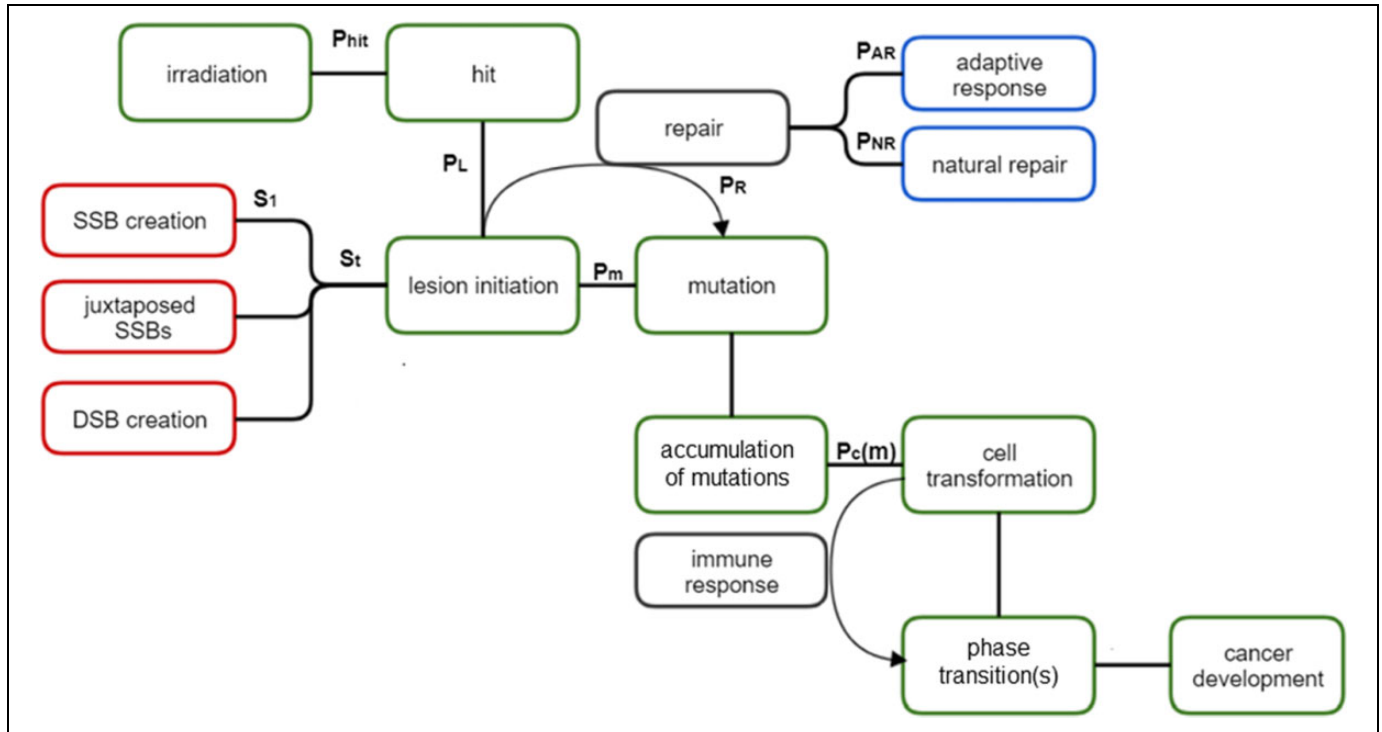 Phit
irradiation
hit
PAR
adaptive
response
repair
PNR
natural repair
PL
PR
S1
SSB creation
St
lesion initiation
Pm
mutation
juxtaposed
SSBs
DSB creation
accumulation
of mutations
Pc(m)
cell
transformation
immune
response
phase
transition(s)
cancer
development